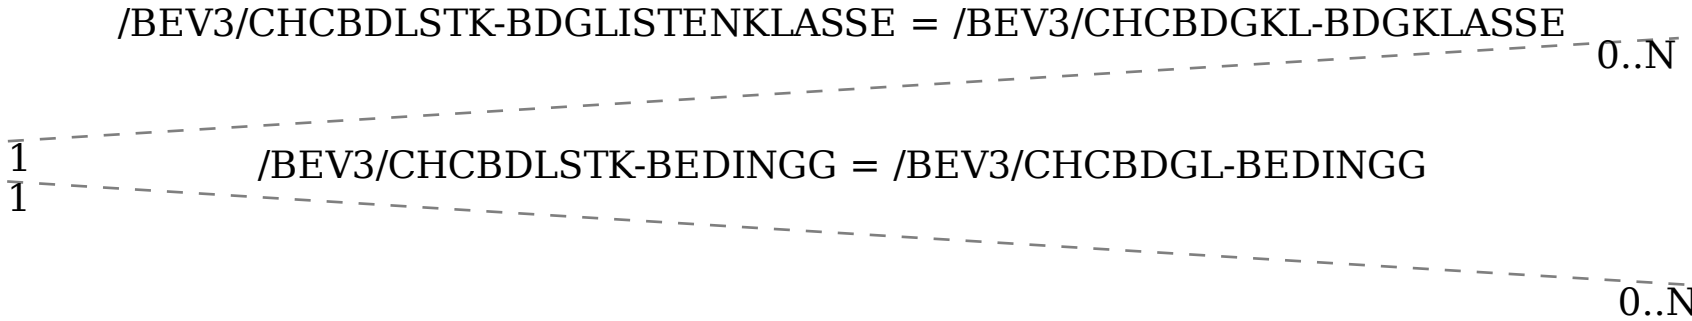 /BEV3/CHCBDLSTK-BDGLISTENKLASSE = /BEV3/CHCBDGKL-BDGKLASSE
0..N
1
/BEV3/CHCBDLSTK-BEDINGG = /BEV3/CHCBDGL-BEDINGG
1
0..N